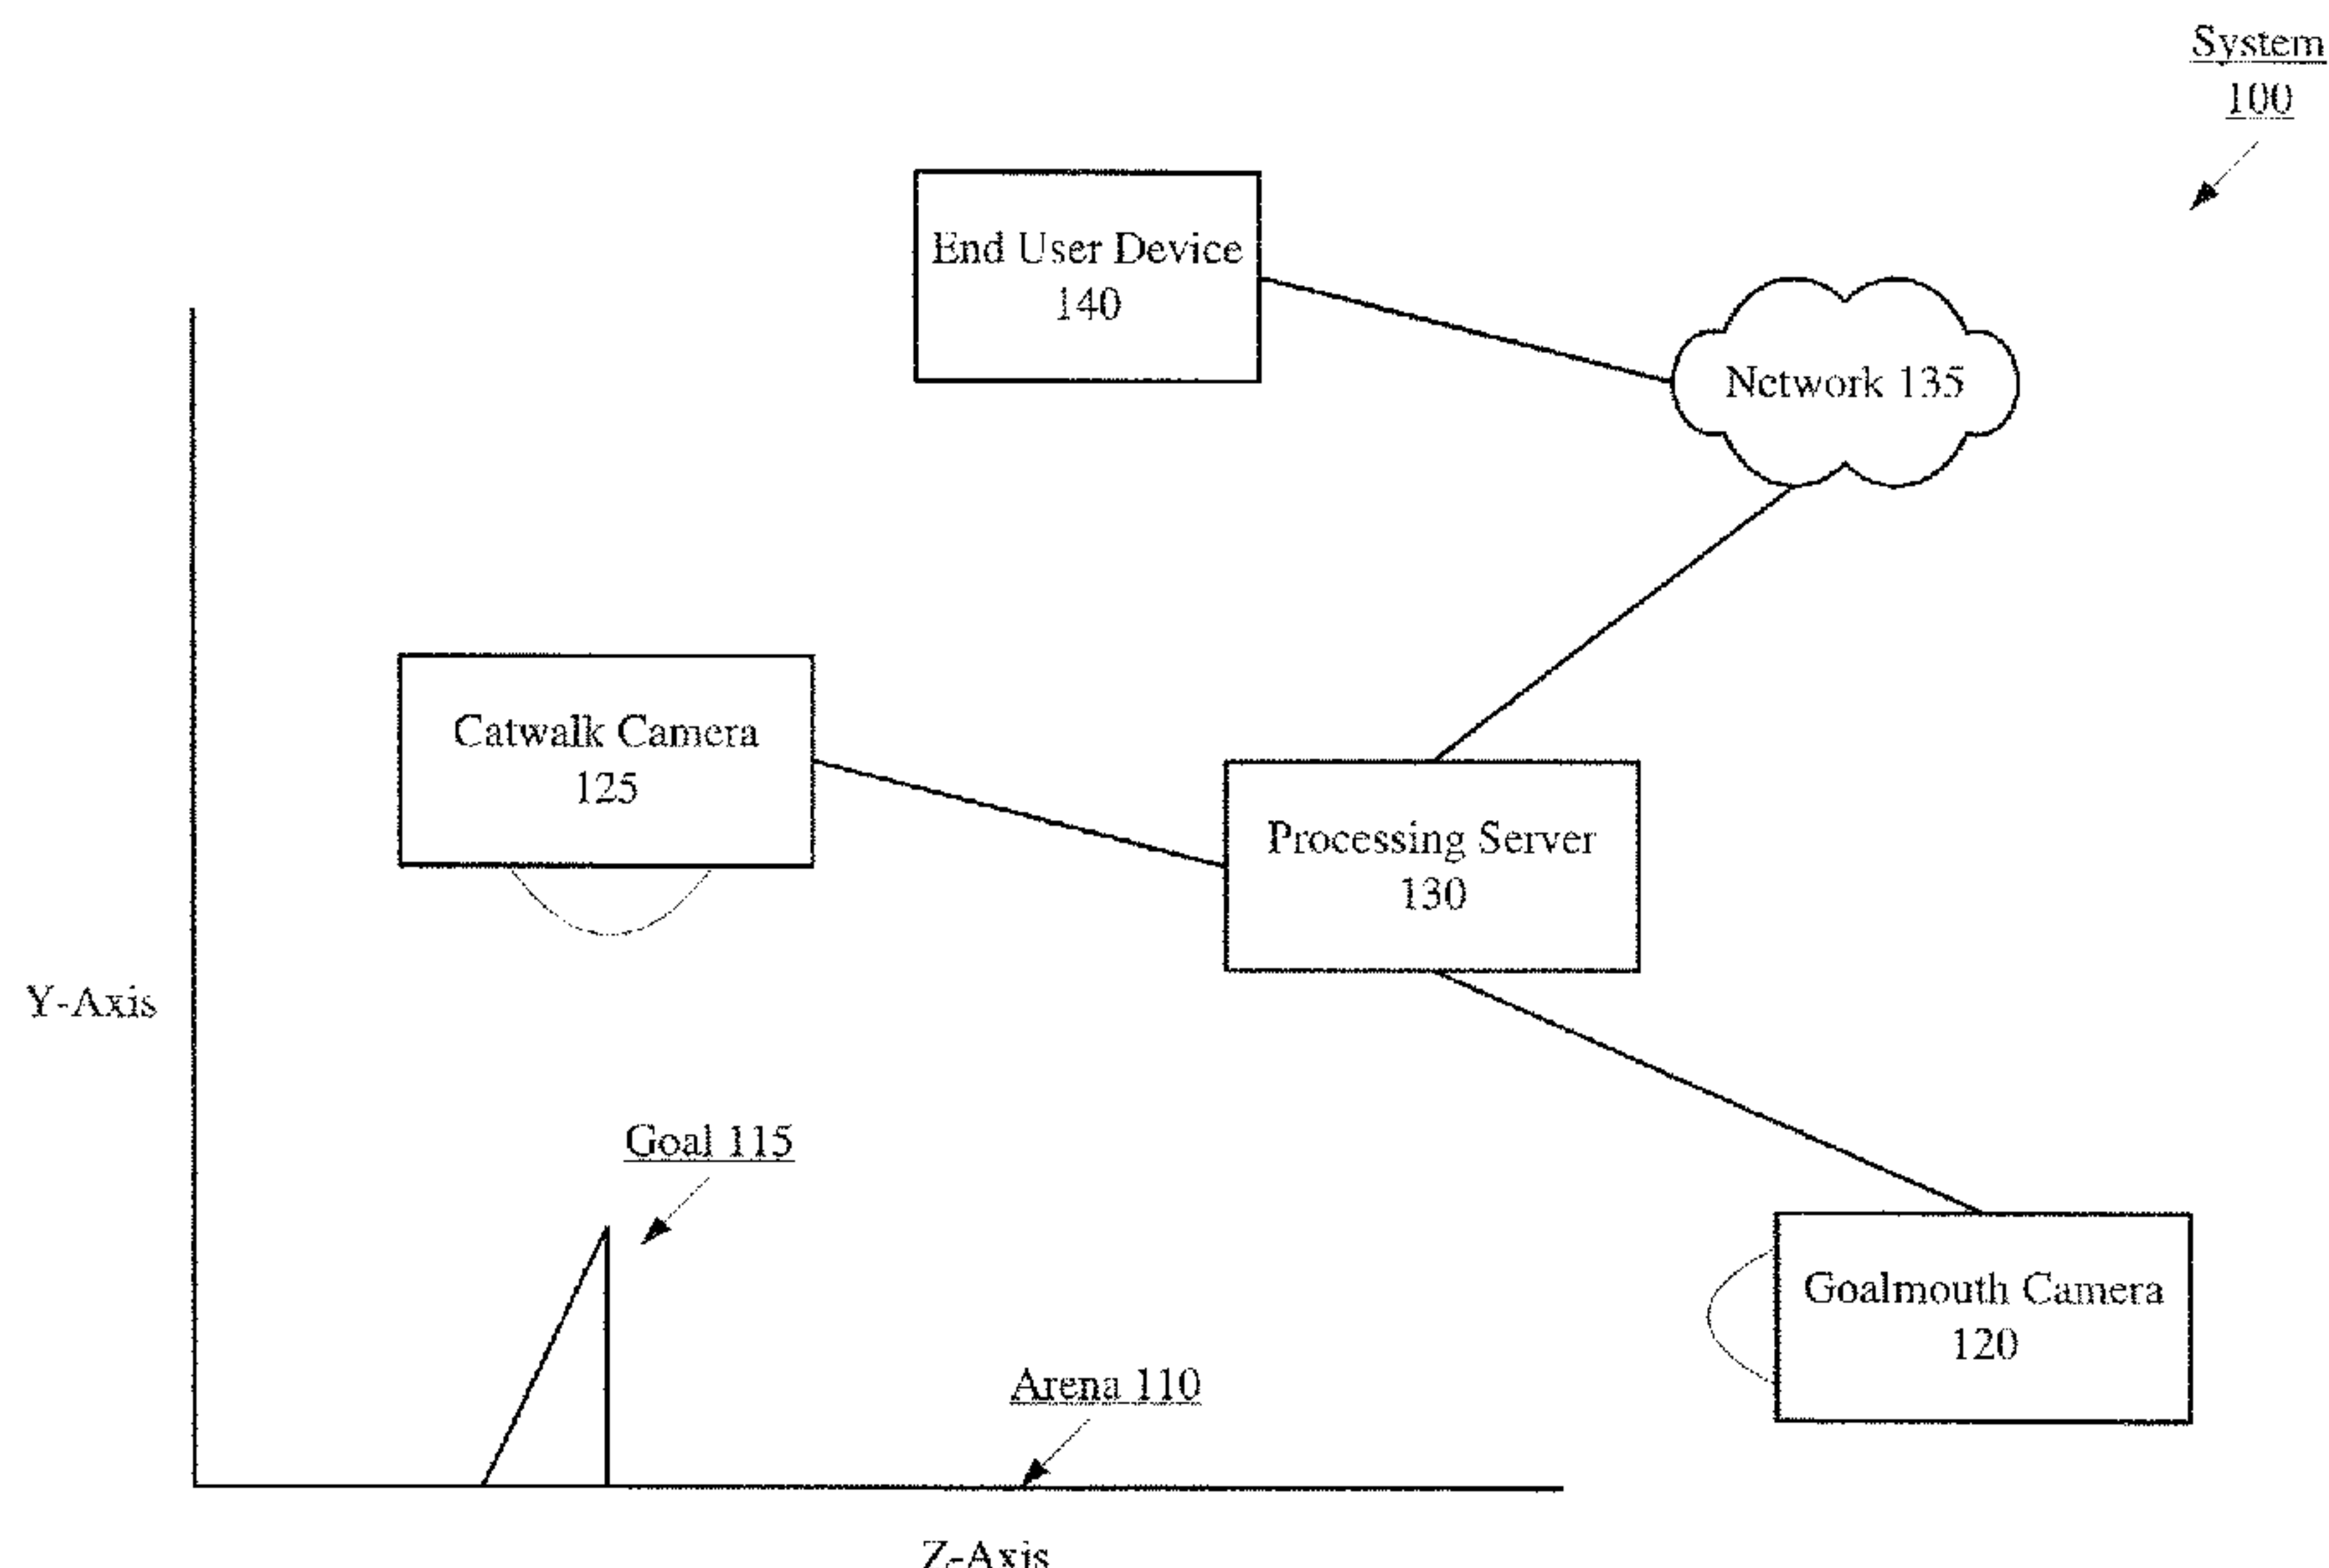 System
100
End User Device
140
Network 135
Catwalk Camera
125
Processing Server
130
Y-Axis
Goal 115
Goalmouth Camera
120
Arena 110
Z-Axis